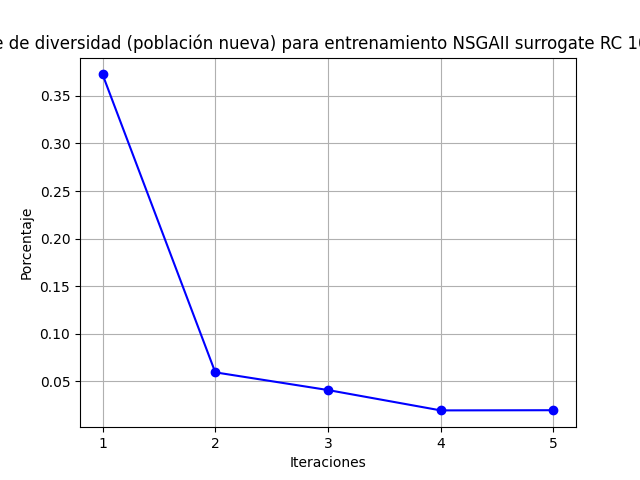 de diversidad (población nueva) para entrenamiento NSGAII surrogate RC
0.35
0.30
0.25
0.20
0.15
0.10
0.05
Porcentaje
1 2 3 4 5
Iteraciones